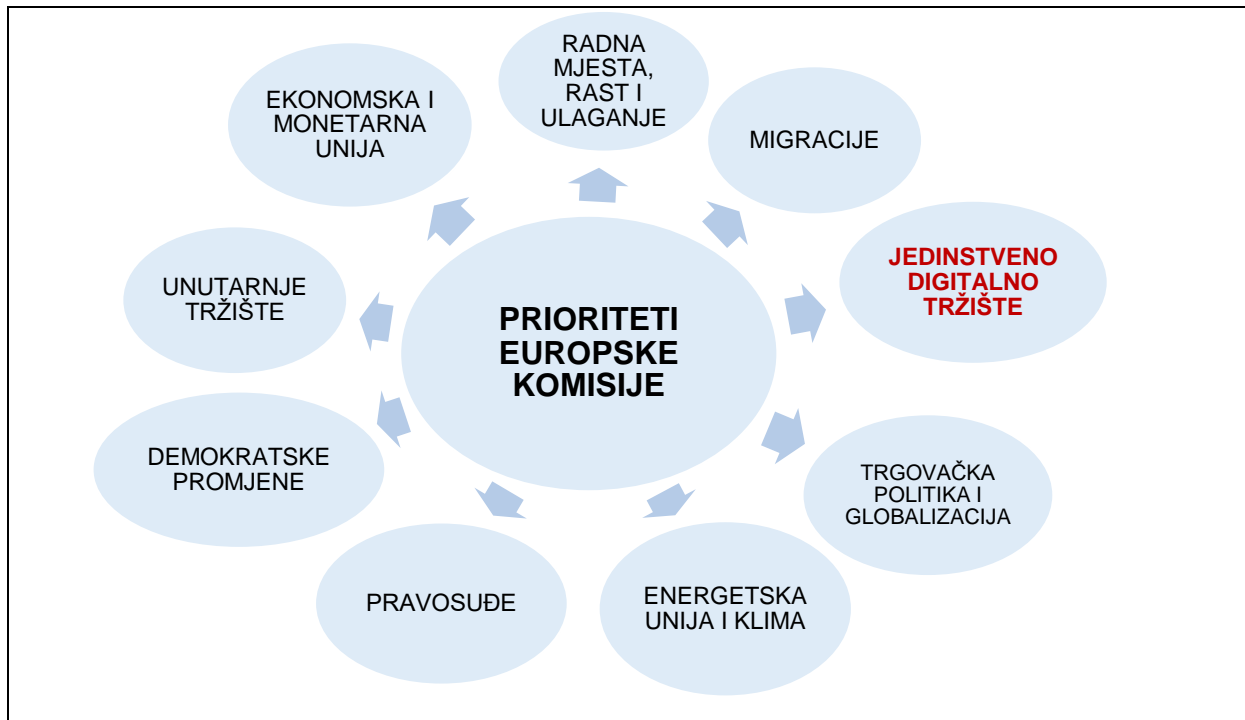 PRIORITETI
EUROPSKE
KOMISIJE
RADNA
MJESTA,
RAST I
ULAGANJE
MIGRACIJE
JEDINSTVENO
DIGITALNO
TRŽIŠTE
TRGOVAČKA
POLITIKA I
GLOBALIZACIJA
ENERGETSKA
UNIJA I KLIMA
PRAVOSUĐE
DEMOKRATSKE
PROMJENE
UNUTARNJE
TRŽIŠTE
EKONOMSKA I
MONETARNA
UNIJA